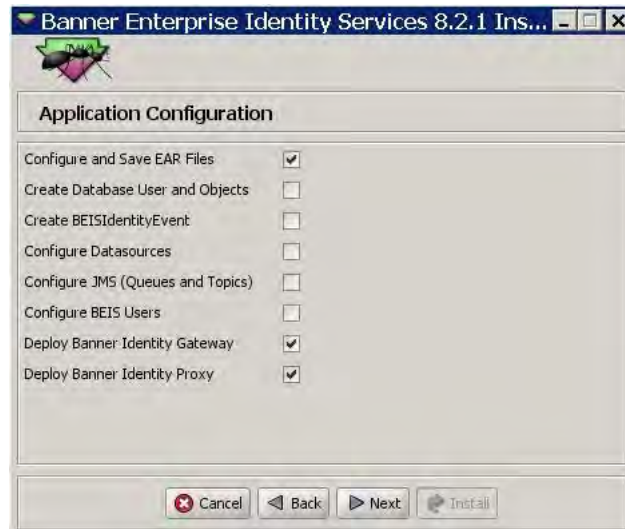 Banner Enterprise Identity Services 8.2.1 Ins...
Application Configuration
Configure and Save EAR Files
Create Database User and Objects
Create BEISIdentityEvent
Configure Datasources
Configure JMS (Queues and Topics)
Configure BEIS Users
Deploy Banner Identity Gateway
Deploy Banner Identity Proxy
Cancel Back Next Install